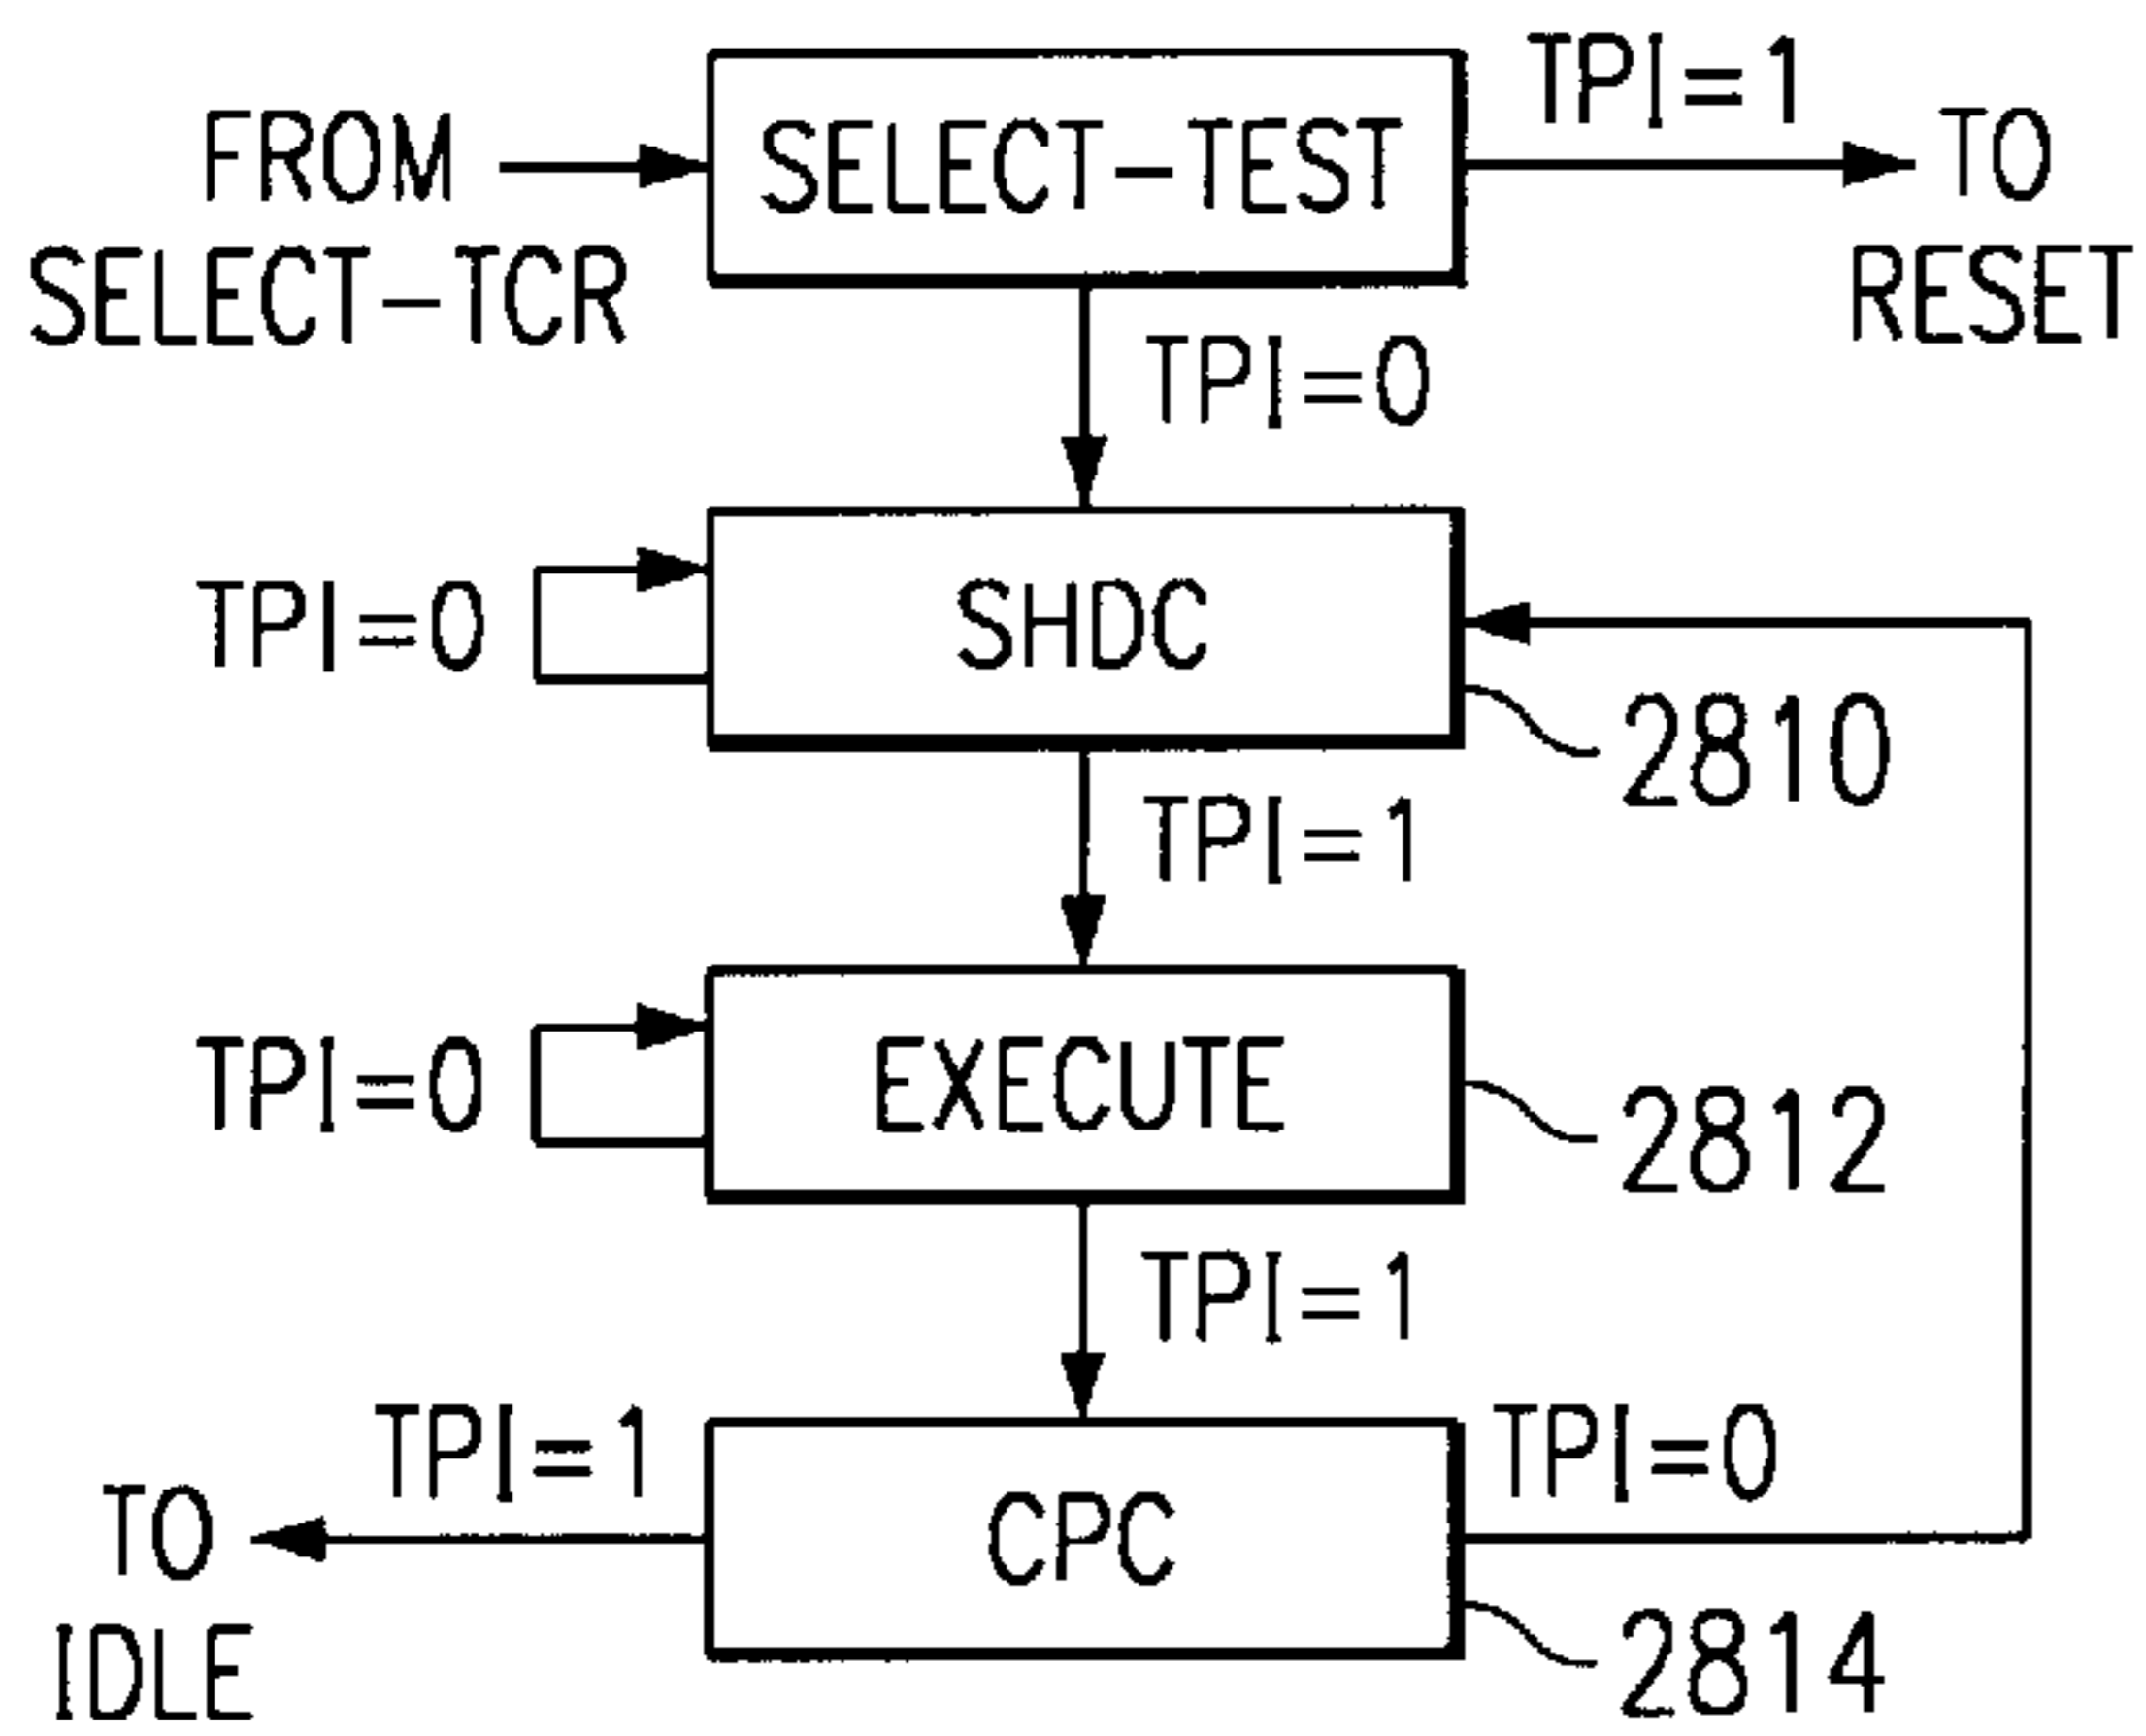 TPI=1
FROM
SELECT-TCR
SELECT-TEST
TO
RESET
TPI=0
TPI=0
SHDC
2810
TPI=1
TPI=0
EXECUTE
2812
TPI=1
TPI=1
TPI=0
TO
IDLE
CPC
2814